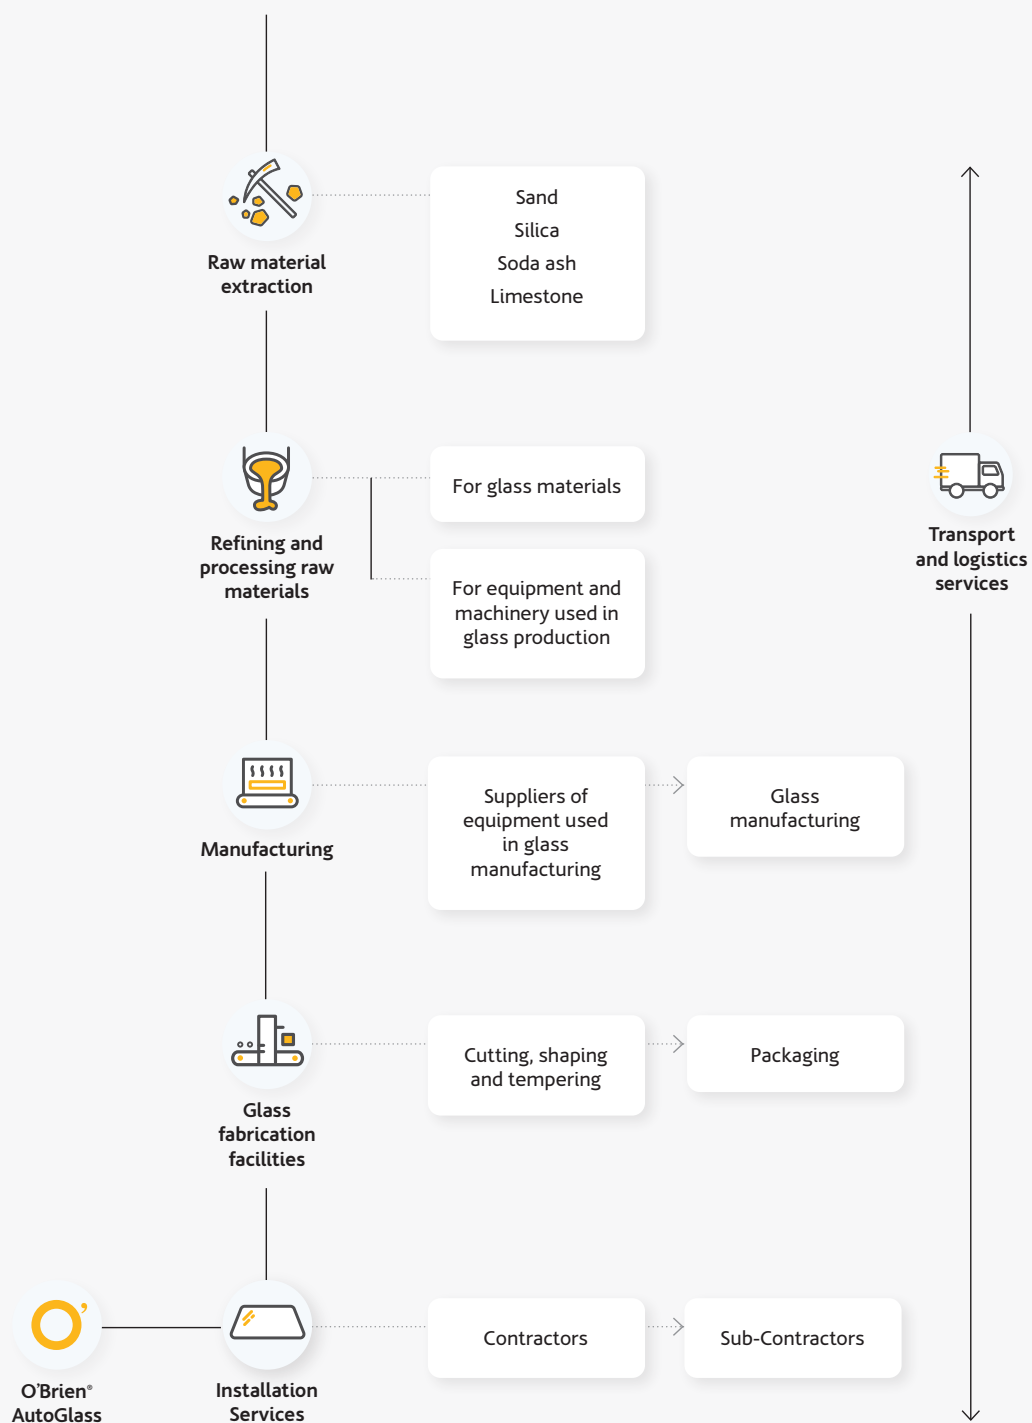 Sand
Silica
Soda ash
Limestone
Raw material
extraction
For glass materials
Refining and
processing raw
materials
For equipment and
machinery used in
glass production
Transport
and logistics
services
Suppliers of
equipment used
in glass
manufacturing
Glass
manufacturing
Manufacturing
Cutting, shaping
and tempering
Packaging
Glass
fabrication
facilities
Contractors
Sub-Contractors
O'
O'Brien®
AutoGlass
Installation
Services